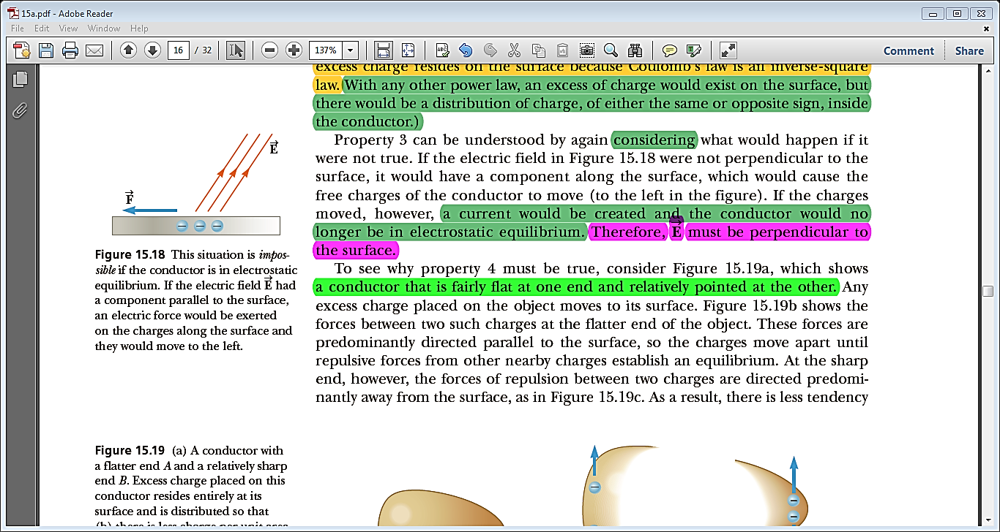 15a.pdf - Adobe Reader
File Edit View Window Help
16 / 32 137% Comment Share
excess charge resides on the surface because Coulomb's law is an inverse-square
law. With any other power law, an excess of charge would exist on the surface, but
there would be a distribution of charge, of either the same or opposite sign, inside
the conductor.)
Property 3 can be understood by again considering what would happen if it
were not true. If the electric field in Figure 15.18 were not perpendicular to the
surface, it would have a component along the surface, which would cause the
free charges of the conductor to move (to the left in the figure). If the charges
moved, however, a current would be created and the conductor would no
longer be in electrostatic equilibrium. Therefore, E must be perpendicular to
the surface.
To see why property 4 must be true, consider Figure 15.19a, which shows
a conductor that is fairly flat at one end and relatively pointed at the other. Any
excess charge placed on the object moves to its surface. Figure 15.19b shows the
forces between two such charges at the flatter end of the object. These forces are
predominantly directed parallel to the surface, so the charges move apart until
repulsive forces from other nearby charges establish an equilibrium. At the sharp
end, however, the forces of repulsion between two charges are directed predomi-
nantly away from the surface, as in Figure 15.19c. As a result, there is less tendency
E
F
Figure 15.18 This situation is impos-
sible if the conductor is in electrostatic
equilibrium. If the electric field E had
a component parallel to the surface,
an electric force would be exerted
on the charges along the surface and
they would move to the left.
Figure 15.19 (a) A conductor with
a flatter end A and a relatively sharp
end B. Excess charge placed on this
conductor resides entirely at its
surface and is distributed so that
(b) there is less charge per unit area